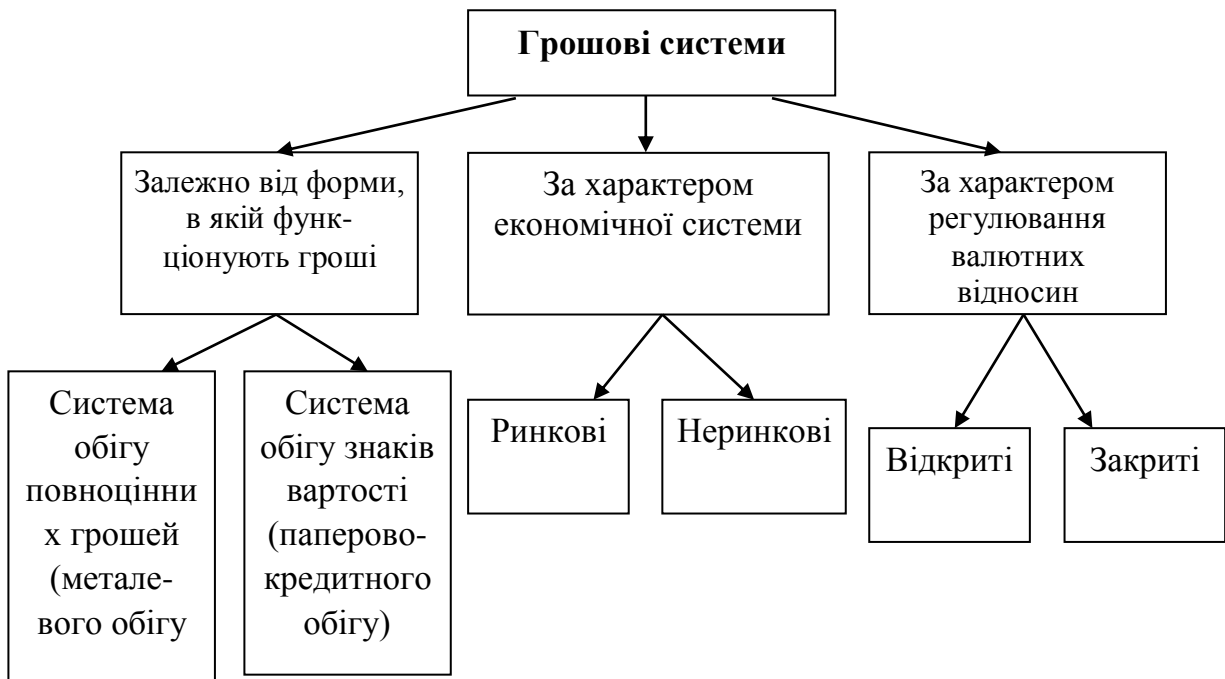 Грошові системи
Залежно від форми,
в якій функ-
ціонують гроші
За характером
економічної системи
За характером
регулювання
валютних
відносин
Система
обігу
повноцінни
х грошей
(метале-
вого обігу
Система
обігу знаків
вартості
(паперово-
кредитного
обігу)
Ринкові
Неринкові
Відкриті
Закриті